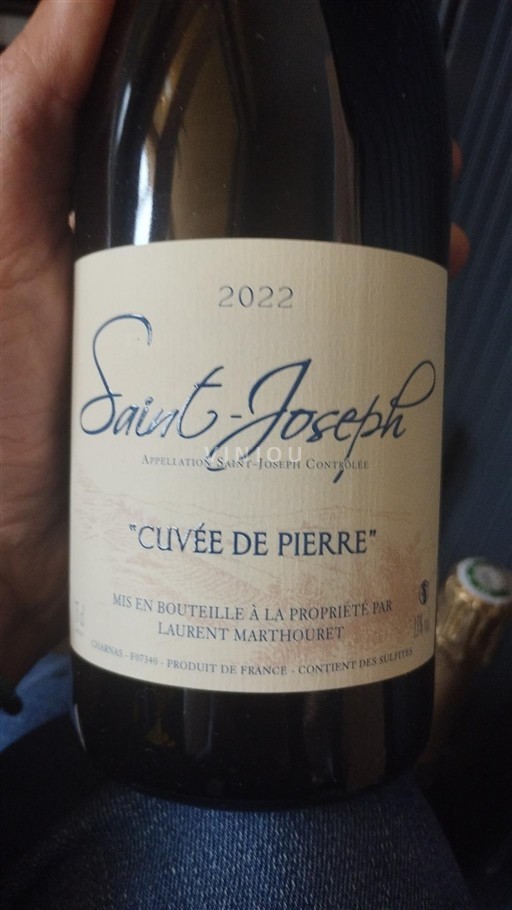 2022
Saint-Joseph
VINIOU
APPELLATION SAINT-JOSEPH CONTRÔLÉE
"CUVÉE DE PIERRE"
MIS EN BOUTEILLE À LA PROPRIÉTÉ PAR
LAURENT MARTHOURET
CHARNAS - F07340 - PRODUIT DE FRANCE - CONTIENT DES SULFITES